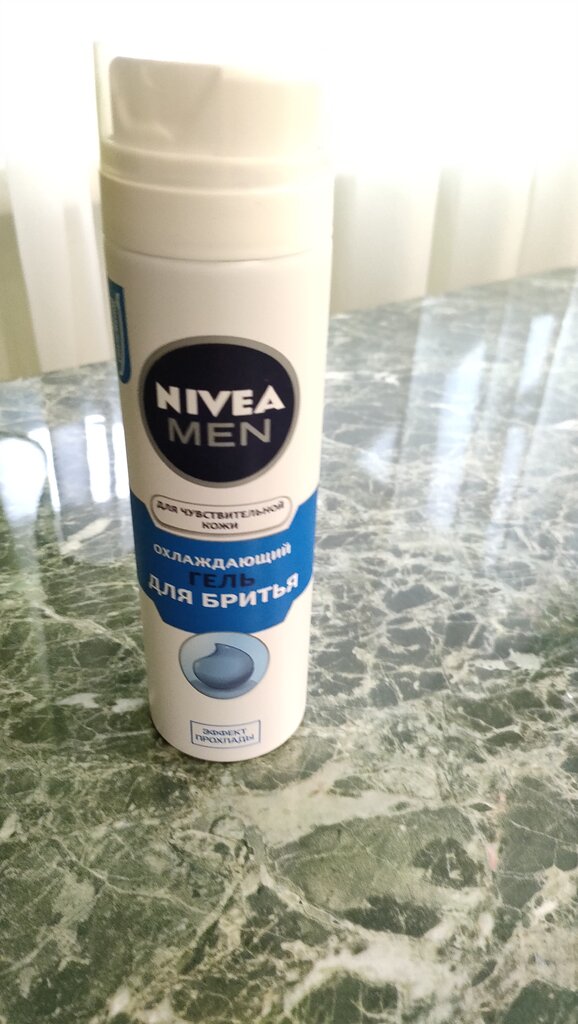 NIVEA
MEN
ДЛЯ ЧУВСТВИТЕЛЬНОЙ
КОЖИ
ОХЛАЖДАЮЩИЙ
ГЕЛЬ
ДЛЯ БРИТЬЯ
ЭФФЕКТ
ПРОХЛАДЫ